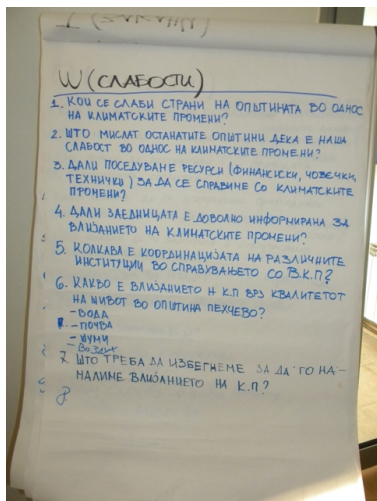 W (СЛАБОСТИ)
1. КОИ СЕ СЛАБИ СТРАНИ НА ОПШТИНАТА ВО ОДНОС
НА КЛИМАТСКИТЕ ПРОМЕНИ?
2. ШТО МИСЛАТ ОСТАНАТИТЕ ОПШТИНИ ДЕКА Е НАША
СЛАБОСТ ВО ОДНОС НА КЛИМАТСКИТЕ ПРОМЕНИ?
3. ДАЛИ ПОСЕДУВАМЕ РЕСУРСИ (ФИНАНСИСКИ, ЧОВЕЧКИ,
ТЕХНИЧКИ) ЗА ДА СЕ СПРАВИМЕ СО КЛИМАТСКИТЕ
ПРОМЕНИ?
4. ДАЛИ ЗАЕДНИЦАТА Е ДОВОЛНО ИНФОРМИРАНА ЗА
ВЛИЈАНИЕТО НА КЛИМАТСКИТЕ ПРОМЕНИ?
5. КОЛКАВА Е КООРДИНАЦИЈАТА НА РАЗЛИЧНИТЕ
ИНСТИТУЦИИ ВО СПРАВУВАЊЕТО СО В.К.П?
6. КАКВО Е ВЛИЈАНИЕТО Н К.П ВРЗ КВАЛИТЕТОТ
НА ЖИВОТ ВО ОПШТИНА ПЕХЧЕВО?
- ВОДА
- ПОЧВА
- ШУМИ
- ВОЗДУХ
7. ШТО ТРЕБА ДА ИЗБЕГНЕМЕ ЗА ДА ГО НА-
МАЛИМЕ ВЛИЈАНИЕТО НА К.П?
8